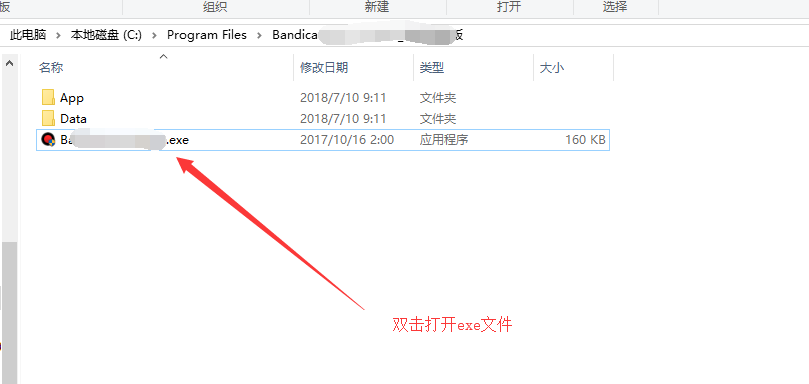 板 组织 新建 打开 选择
此电脑 > 本地磁盘 (C:) > Program Files > Bandica _ 版
名称 修改日期 类型 大小
App 2018/7/10 9:11 文件夹
Data 2018/7/10 9:11 文件夹
Ba .exe 2017/10/16 2:00 应用程序 160 KB
双击打开exe文件